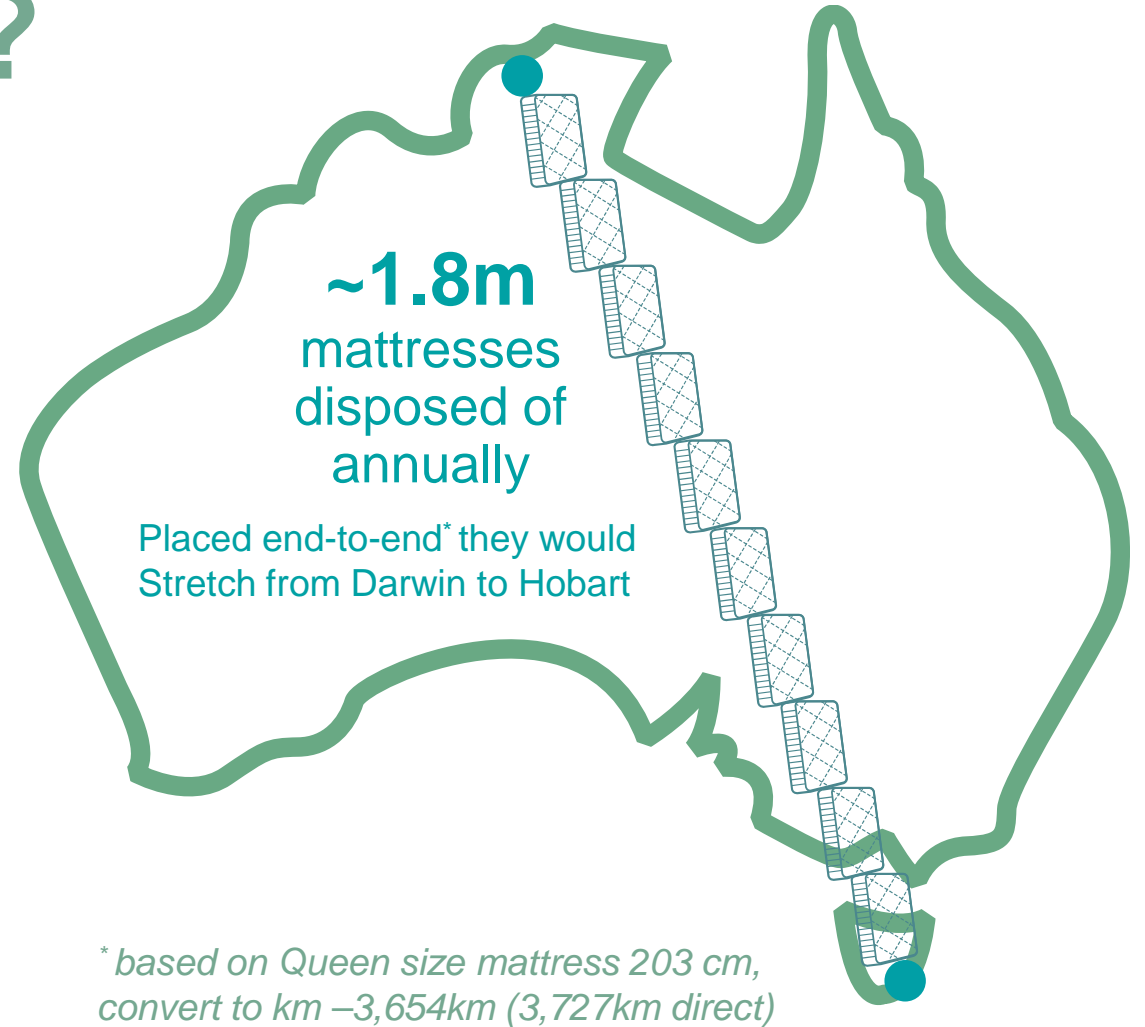 ?
~1.8m
mattresses
disposed of
annually
Placed end-to-end* they would
Stretch from Darwin to Hobart
* based on Queen size mattress 203 cm,
convert to km –3,654km (3,727km direct)